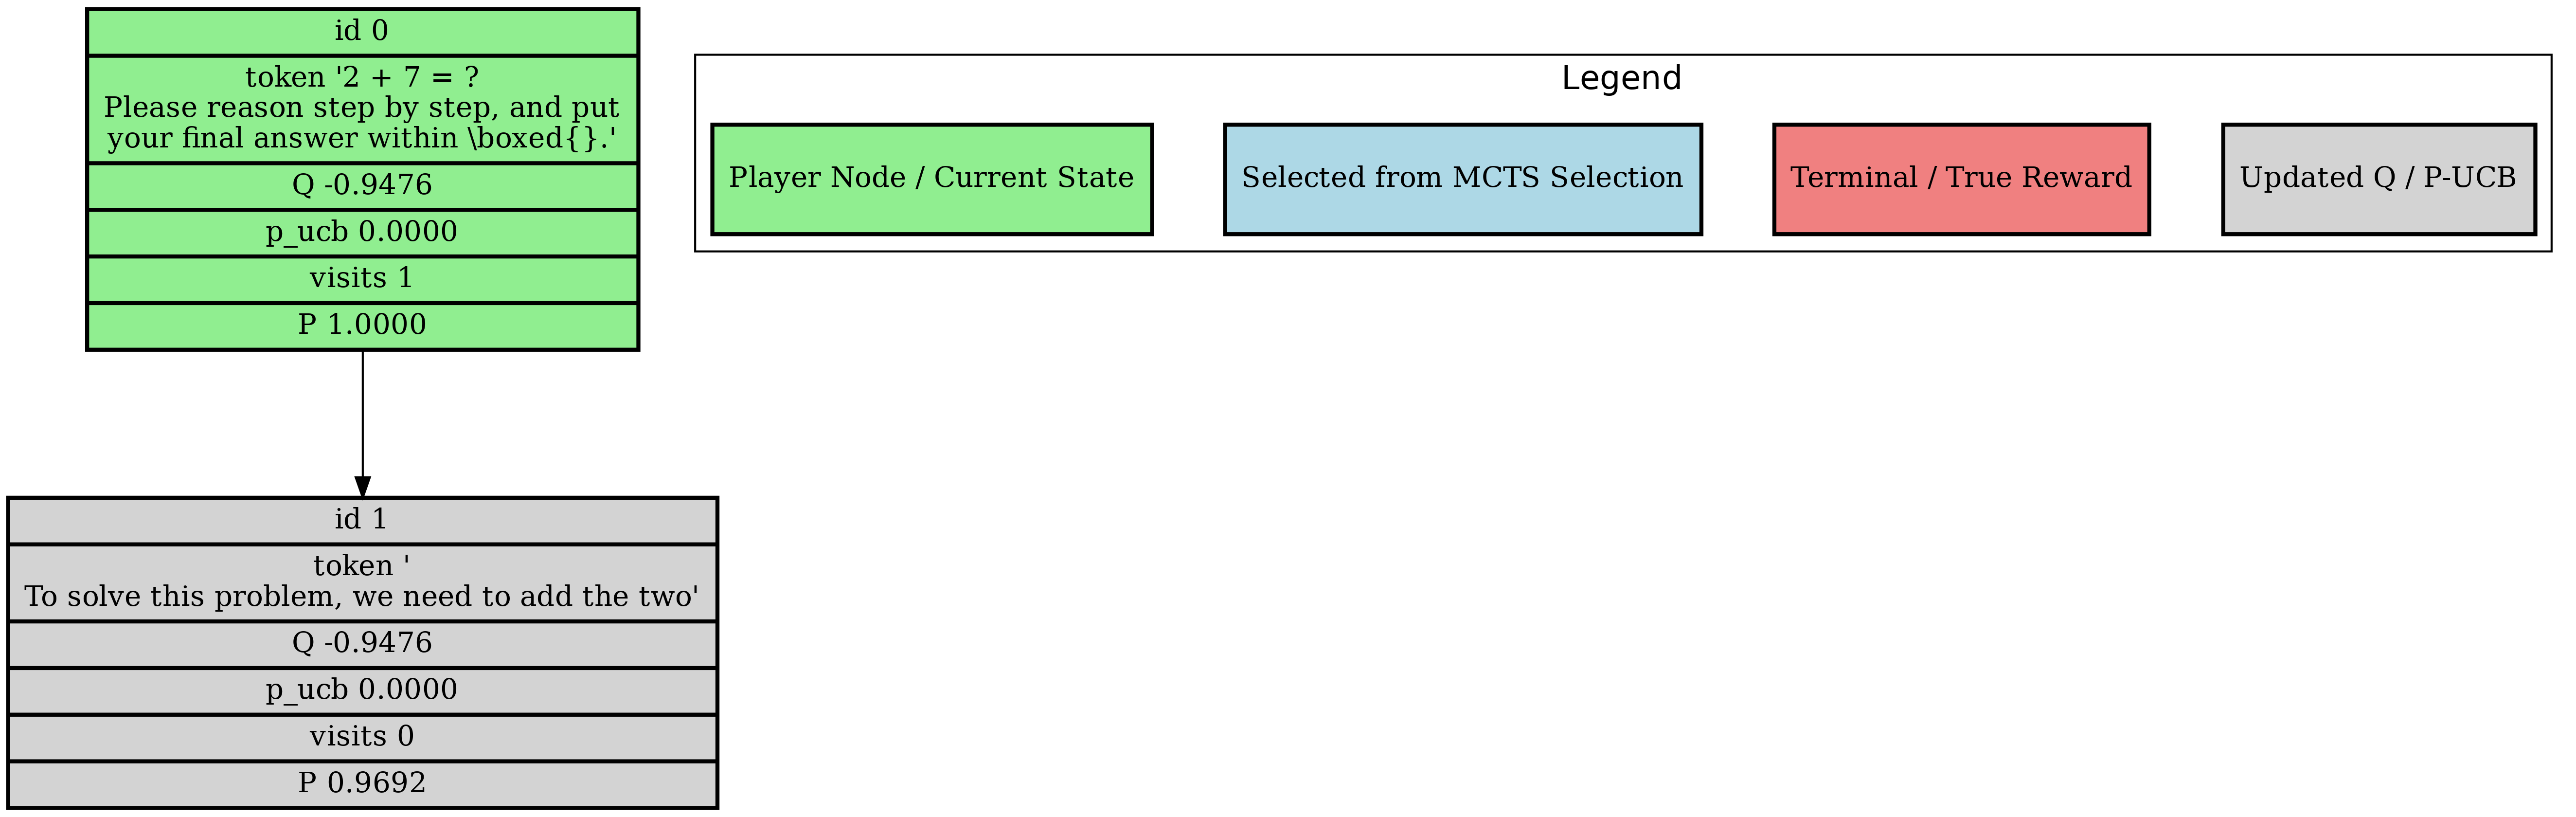 id 0
token '2 + 7 = ?
Please reason step by step, and put
your final answer within \boxed{}.'
Q -0.9476
p_ucb 0.0000
visits 1
P 1.0000
Legend
Player Node / Current State
Selected from MCTS Selection
Terminal / True Reward
Updated Q / P-UCB
id 1
token '
To solve this problem, we need to add the two'
Q -0.9476
p_ucb 0.0000
visits 0
P 0.9692